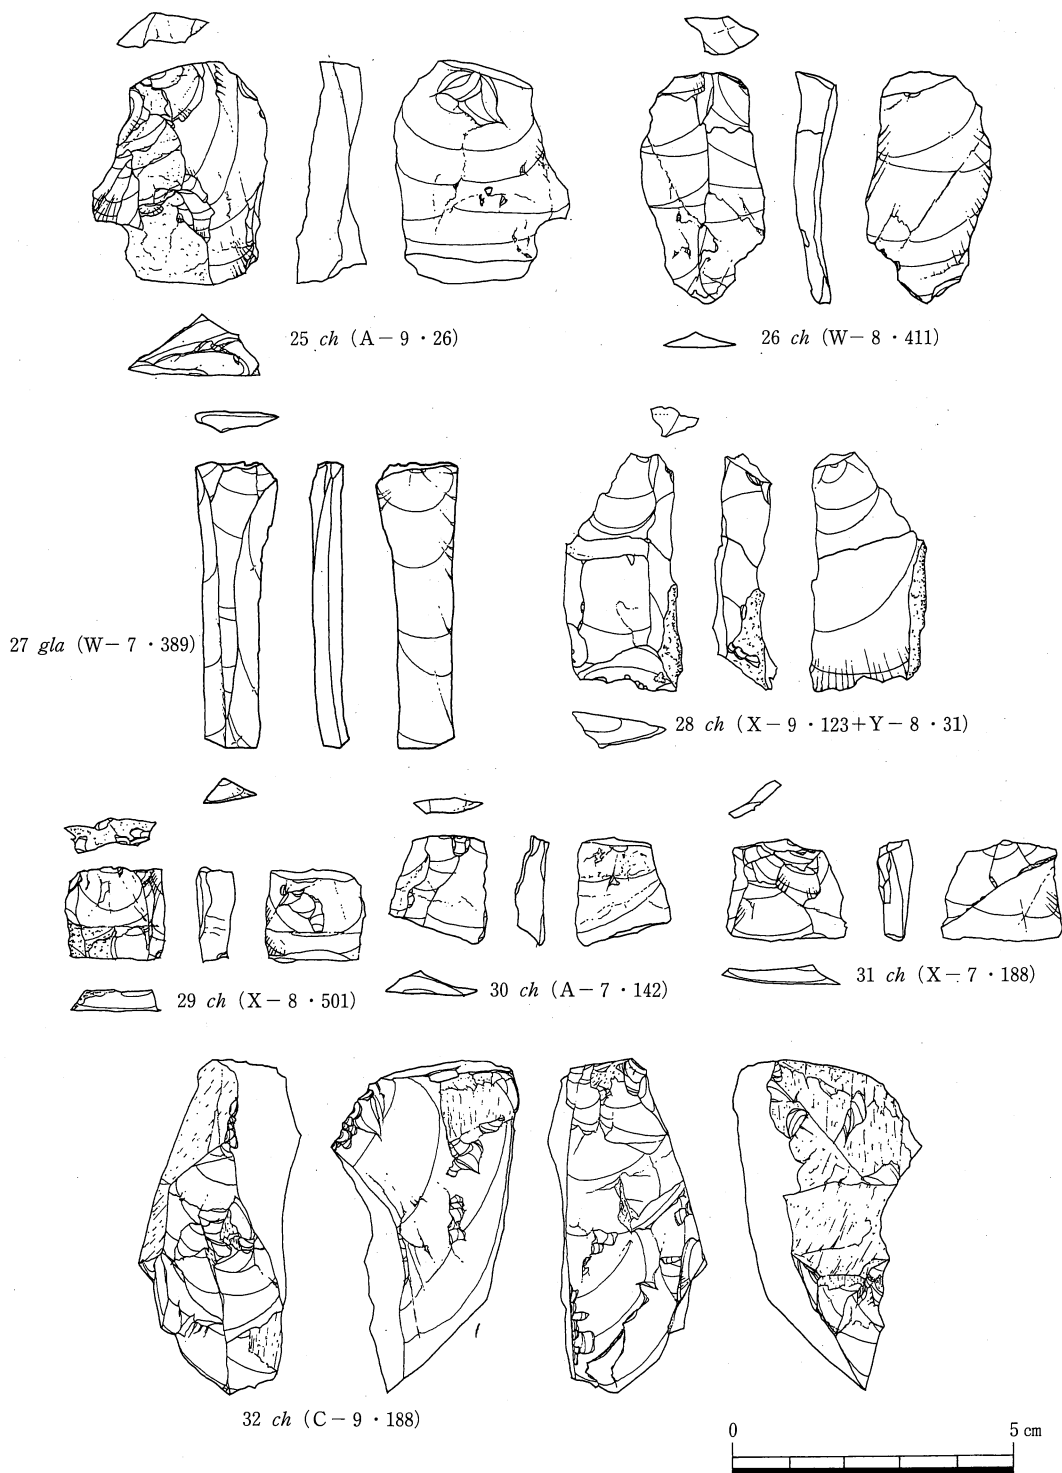 25 ch (A－9・26)
26 ch (W－8・411)
27 gla (W－7・389)
28 ch (X－9・123＋Y－8・31)
29 ch (X－8・501)
30 ch (A－7・142)
31 ch (X－7・188)
32 ch (C－9・188)
0 5 cm